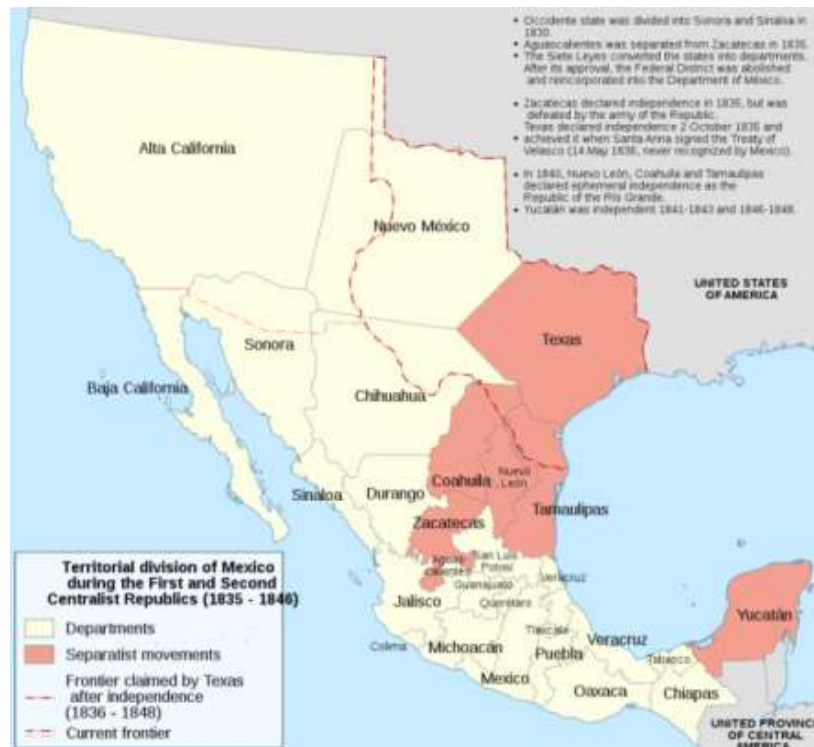 • Occidente state was divided into Sonora and Sinaloa in
1830.
• Aguascalientes was separated from Zacatecas in 1835.
• The Siete Leyes converted the states into departments.
After its approval, the Federal District was abolished
and reincorporated into the Department of México.
• Zacatecas declared independence in 1835, but was
defeated by the army of the Republic.
Texas declared independence 2 October 1835 and
• achieved it when Santa Anna signed the Treaty of
Velasco (14 May 1836, never recognized by Mexico).
• In 1840, Nuevo León, Coahuila and Tamaulipas
declared ephemeral independence as the
Republic of the Río Grande.
• Yucatán was independent 1841-1843 and 1846-1848.
Alta California
Nuevo México
UNITED STATES
OF AMERICA
Texas
Sonora
Baja California
Chihuahua
Coahuila
Nuevo
León
Sinaloa
Durango
Tamaulipas
Zacatecas
Aguas
calientes
San Luis
Potosí
Veracruz
Guanajuato
Jalisco
Querétaro
Yucatán
Tlaxcala
Colima
Michoacán
Puebla
Veracruz
Tabasco
Mexico
Oaxaca
Chiapas
UNITED PROVINC
OF CENTRAL
AMERICA
Territorial division of Mexico
during the First and Second
Centralist Republics (1835 - 1846)
Departments
Separatist movements
Frontier claimed by Texas
after independence
(1836 - 1848)
Current frontier